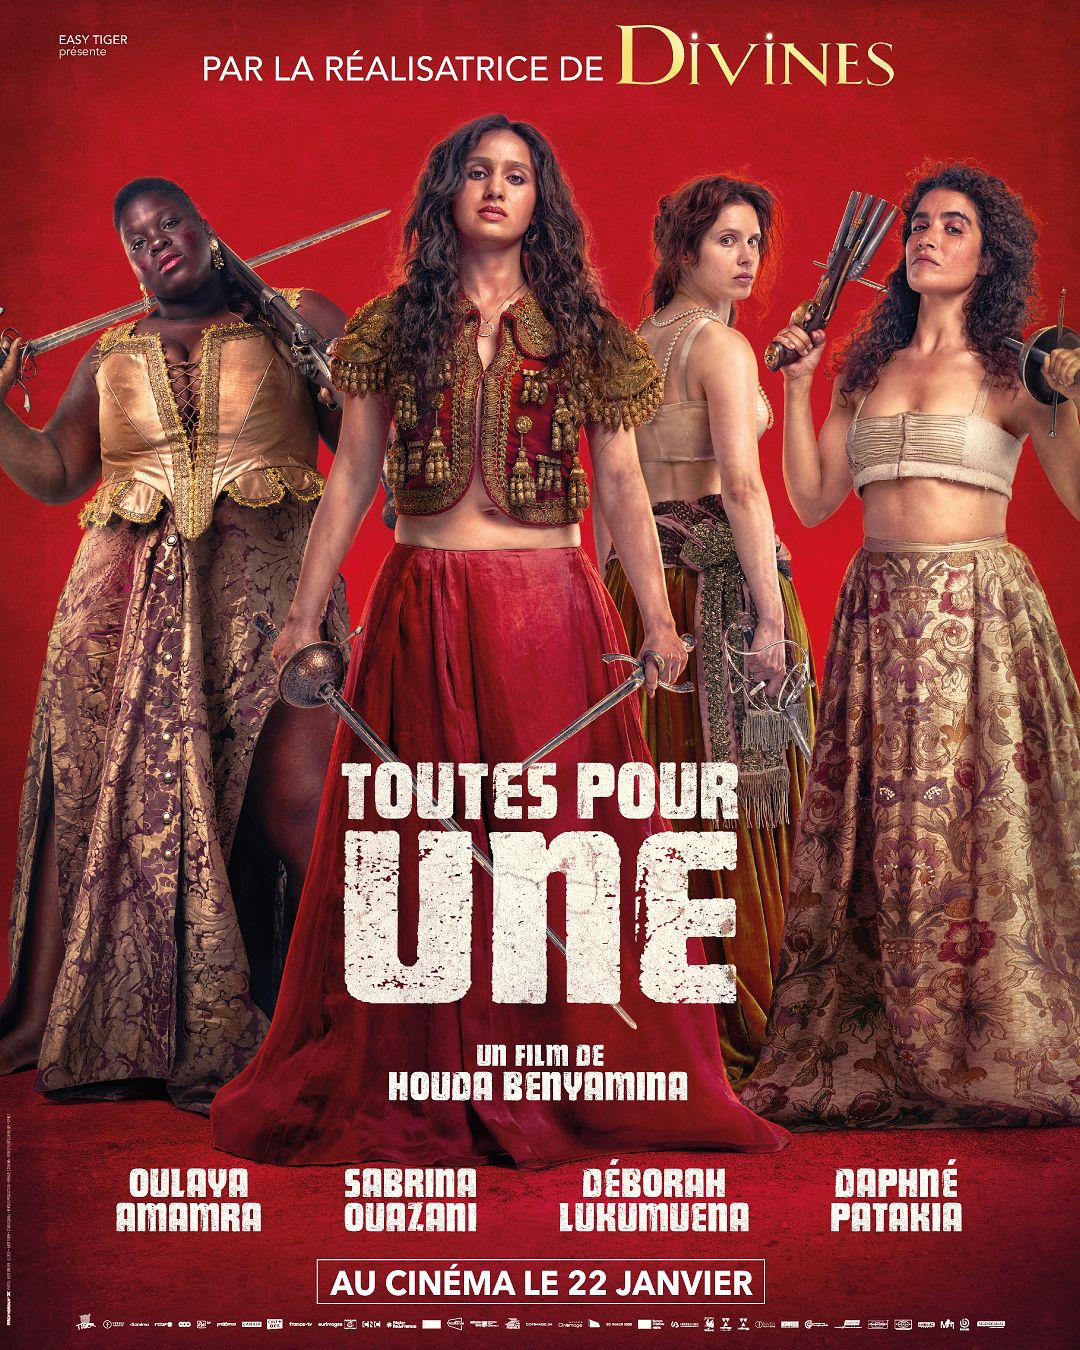 EASY TIGER
présente
PAR LA RÉALISATRICE DE DIVINES
TOUTES POUR
UNE
UN FILM DE
HOUDA BENYAMINA
OULAYA
AMAMRA
SABRINA
OUAZANI
DÉBORAH
LUKUMUENA
DAPHNÉ
PATAKIA
AU CINÉMA LE 22 JANVIER